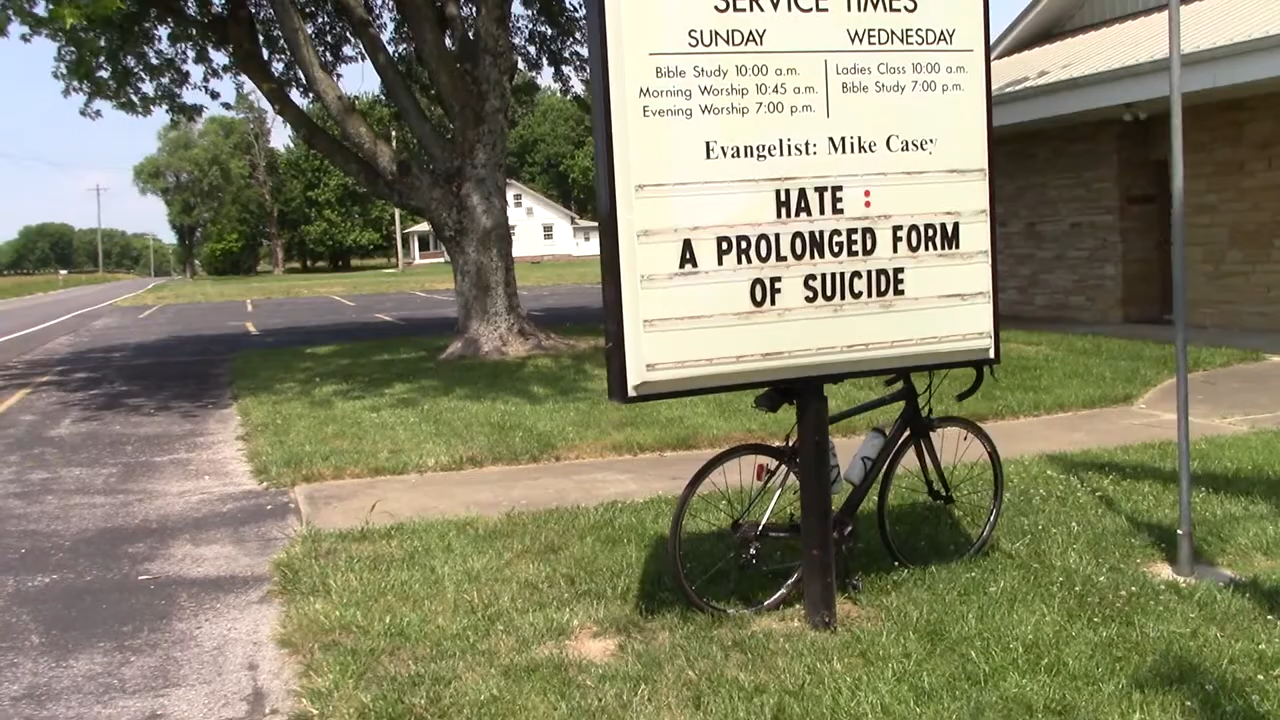 SERVICE TIMES
SUNDAY
Bible Study 10:00 a.m.
Morning Worship 10:45 a.m.
Evening Worship 7:00 p.m.
WEDNESDAY
Ladies Class 10:00 a.m.
Bible Study 7:00 p.m.
Evangelist: Mike Casey
HATE :
A PROLONGED FORM
OF SUICIDE